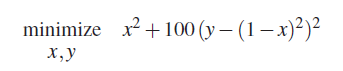 minimize x² + 100(y – (1 – x)²)²
x,y